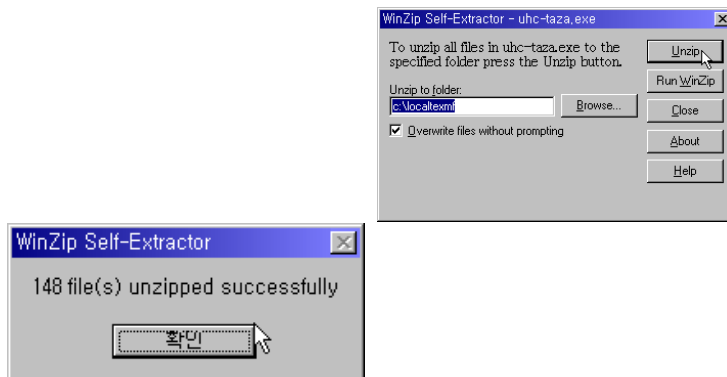 WinZip Self-Extractor - uhc-taza.exe
To unzip all files in uhc-taza.exe to the
specified folder press the Unzip button.
Unzip to folder:
c:\localtexmf
Browse...
Overwrite files without prompting
Unzip
Run WinZip
Close
About
Help
WinZip Self-Extractor
148 file(s) unzipped successfully
확인